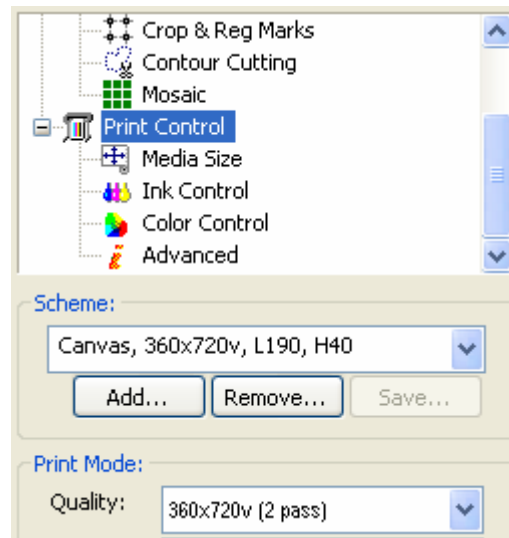 Crop & Reg Marks
Contour Cutting
Mosaic
Print Control
Media Size
Ink Control
Color Control
Advanced
Scheme:
Canvas, 360x720v, L190, H40
Add... Remove... Save...
Print Mode:
Quality: 360x720v (2 pass)